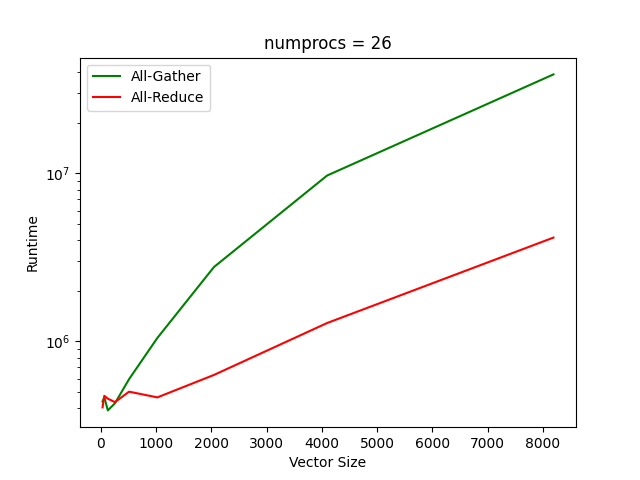 numprocs = 26
All-Gather
All-Reduce
10^7
10^6
Runtime
0 1000 2000 3000 4000 5000 6000 7000 8000
Vector Size